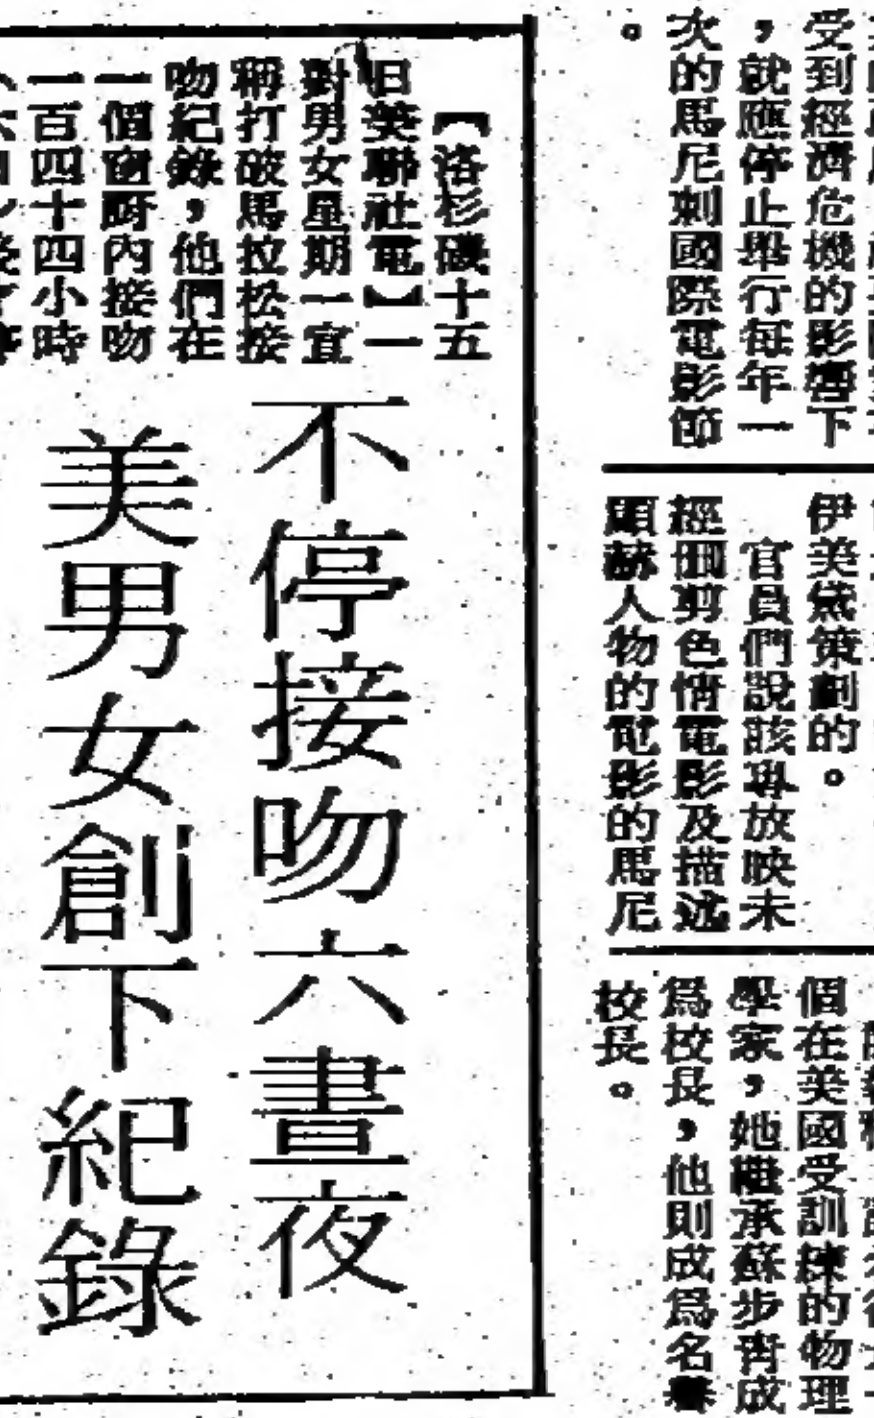 受到經濟危機的影響下
，就應停止舉行每年一
次的馬尼刺國際電影節
。
伊美黛策劃的。
官員們說該專放映未
經刪剪色情電影及描述
顯赫人物的電影的馬尼
個在美國受訓練的物理
學家，她繼承蘇步青成
爲校長，他則成爲名譽
校長。
不停接吻六晝夜
美男女創下紀錄
【洛杉磯十五
日美聯社電】一
對男女星期一宣
稱打破馬拉松接
吻紀錄，他們在
一個窗厨內接吻
一百四十四小時